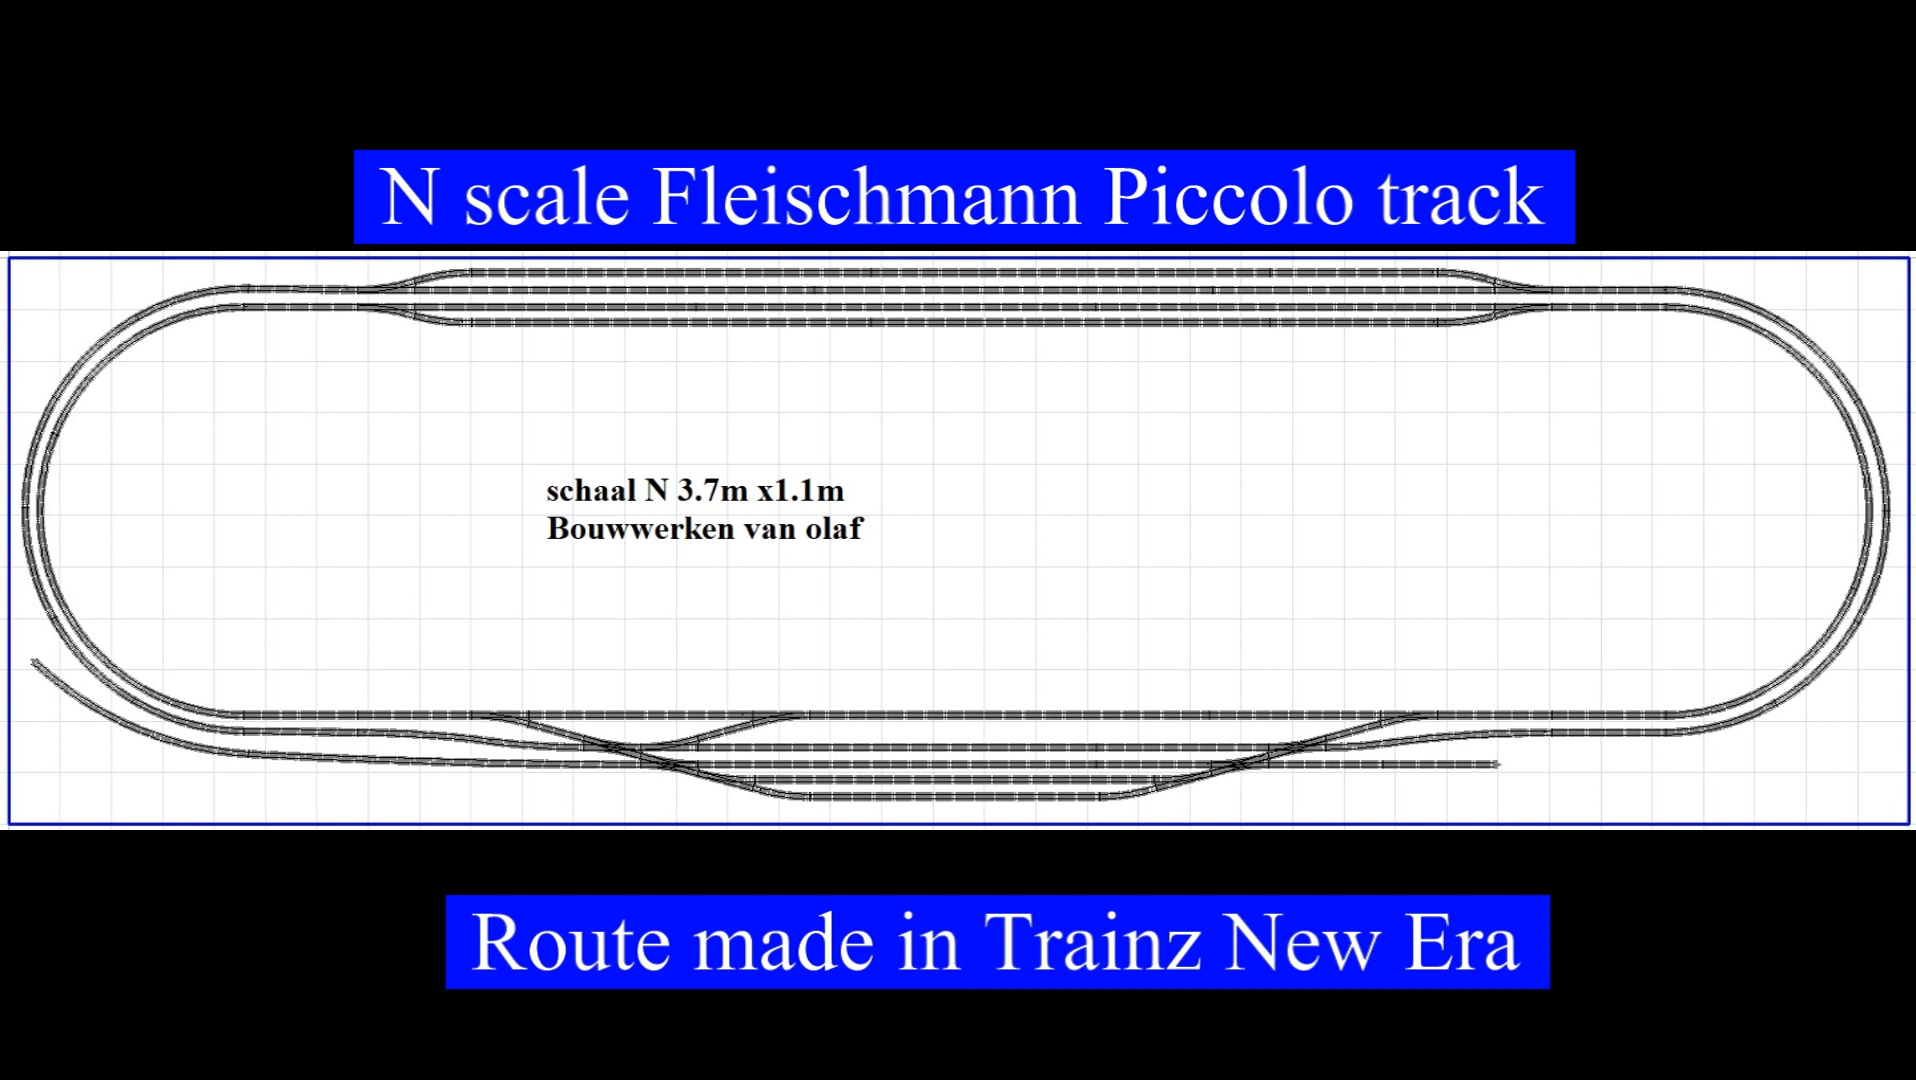 N scale Fleischmann Piccolo track
schaal N 3.7m x1.1m
Bouwwerken van olaf
Route made in Trainz New Era